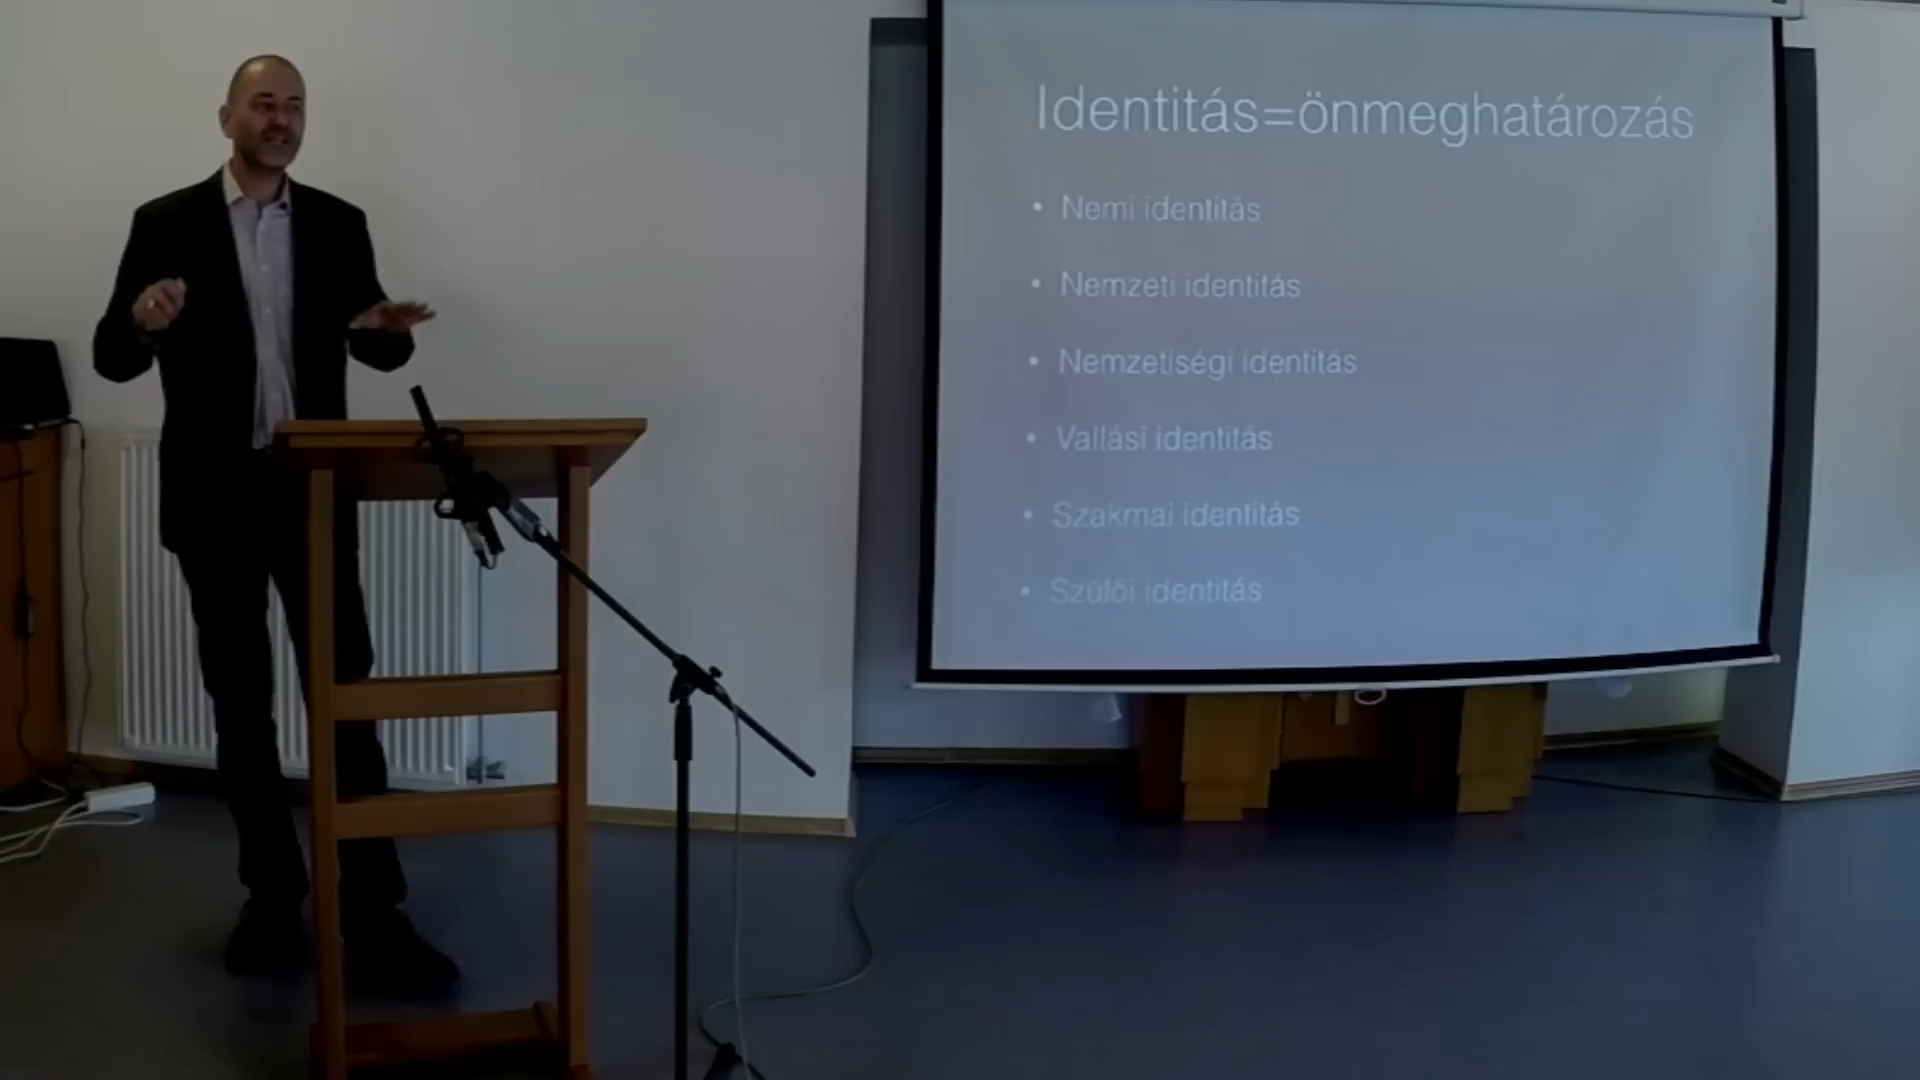 Identitás=önmeghatározás
• Nemi identitás
• Nemzeti identitás
• Nemzetiségi identitás
• Vallási identitás
• Szakmai identitás
• Szülői identitás